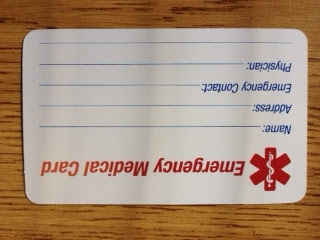 Emergency Medical Card
Name:
Address:
Emergency Contact:
Physician: